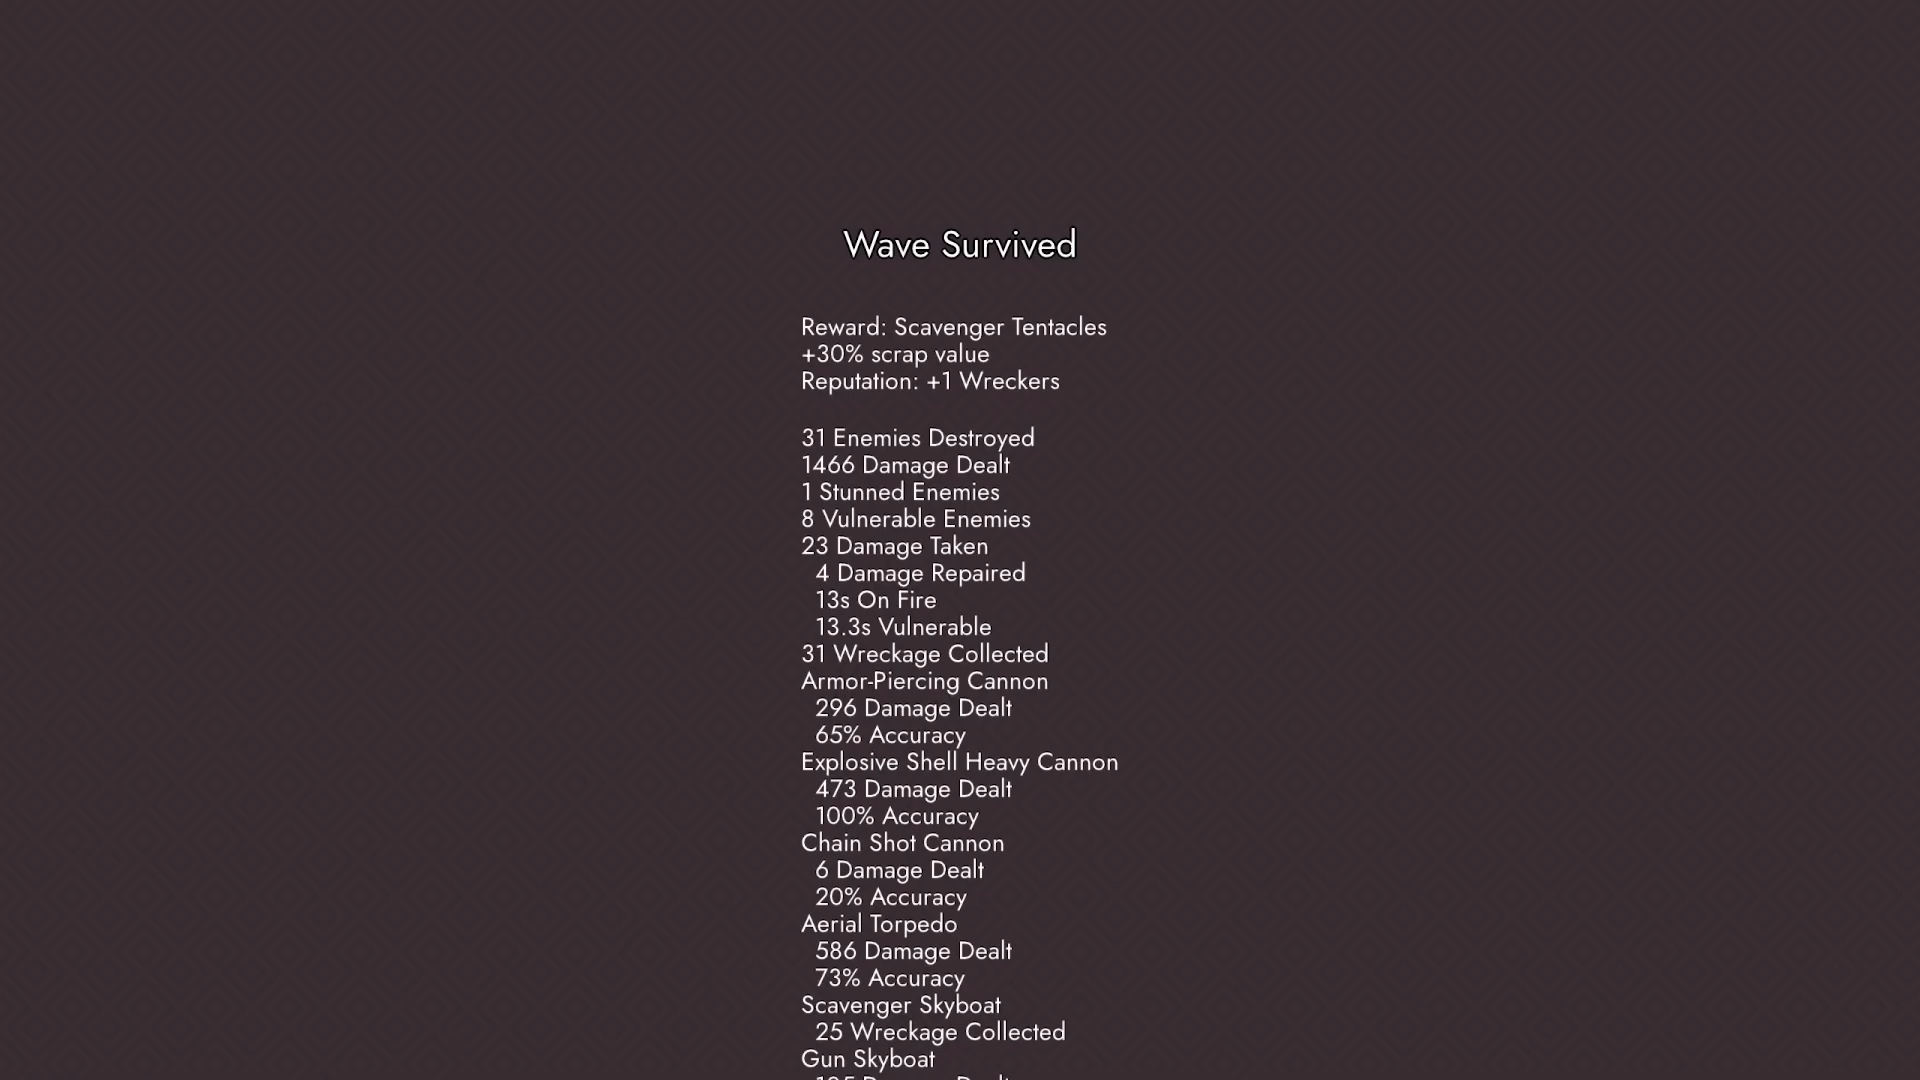 Wave Survived
Reward: Scavenger Tentacles
+30% scrap value
Reputation: +1 Wreckers
31 Enemies Destroyed
1466 Damage Dealt
1 Stunned Enemies
8 Vulnerable Enemies
23 Damage Taken
4 Damage Repaired
13s On Fire
13.3s Vulnerable
31 Wreckage Collected
Armor-Piercing Cannon
296 Damage Dealt
65% Accuracy
Explosive Shell Heavy Cannon
473 Damage Dealt
100% Accuracy
Chain Shot Cannon
6 Damage Dealt
20% Accuracy
Aerial Torpedo
586 Damage Dealt
73% Accuracy
Scavenger Skyboat
25 Wreckage Collected
Gun Skyboat
Damage Dealt